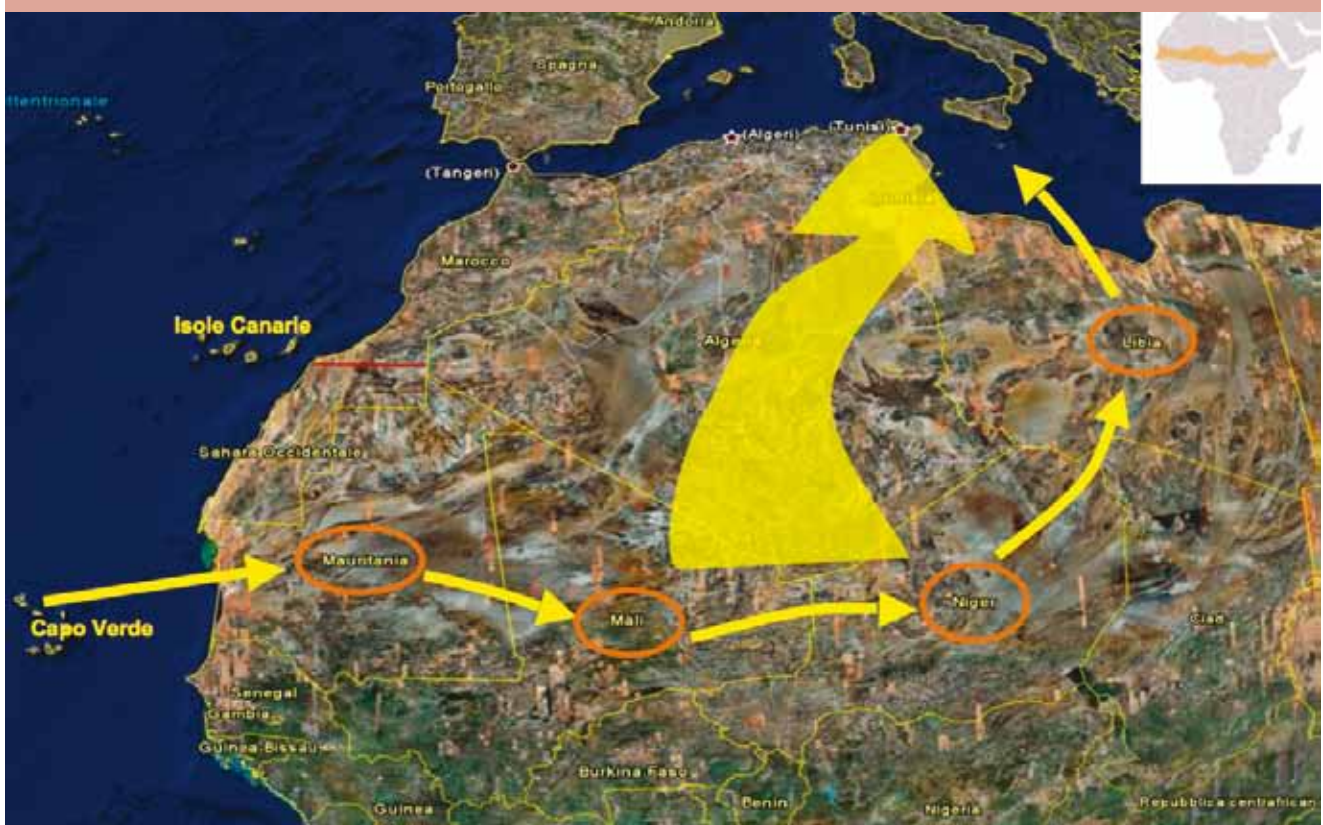 Andorra
Spagna
Portogallo
ttentrionale
(Algeri)
(Tunisi)
(Tangeri)
Marocco
Isole Canarie
Libia
Sahara Occidentale
Mauritania
Niger
Mali
Ciad
Capo Verde
Senegal
Gambia
Guinea-Bissau
Burkina Faso
Guinea
Benin
Nigeria
Repubblica centrafrican